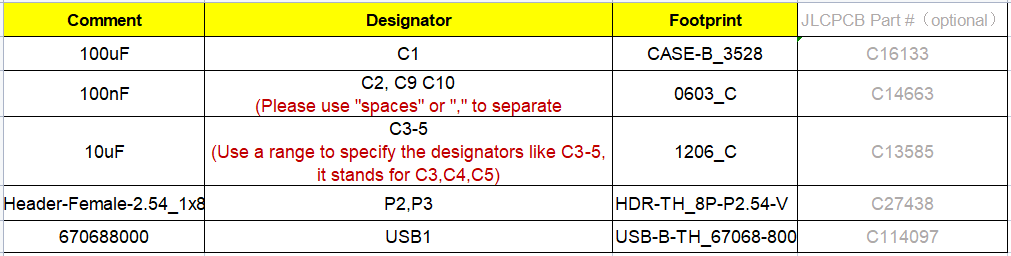 Comment Designator Footprint JLCPCB Part #（optional）
100uF C1 CASE-B_3528 C16133
100nF C2, C9 C10 0603_C C14663
(Please use "spaces" or "," to separate
10uF C3-5 1206_C C13585
(Use a range to specify the designators like C3-5,
it stands for C3,C4,C5)
Header-Female-2.54_1x8 P2,P3 HDR-TH_8P-P2.54-V C27438
670688000 USB1 USB-B-TH_67068-800 C114097